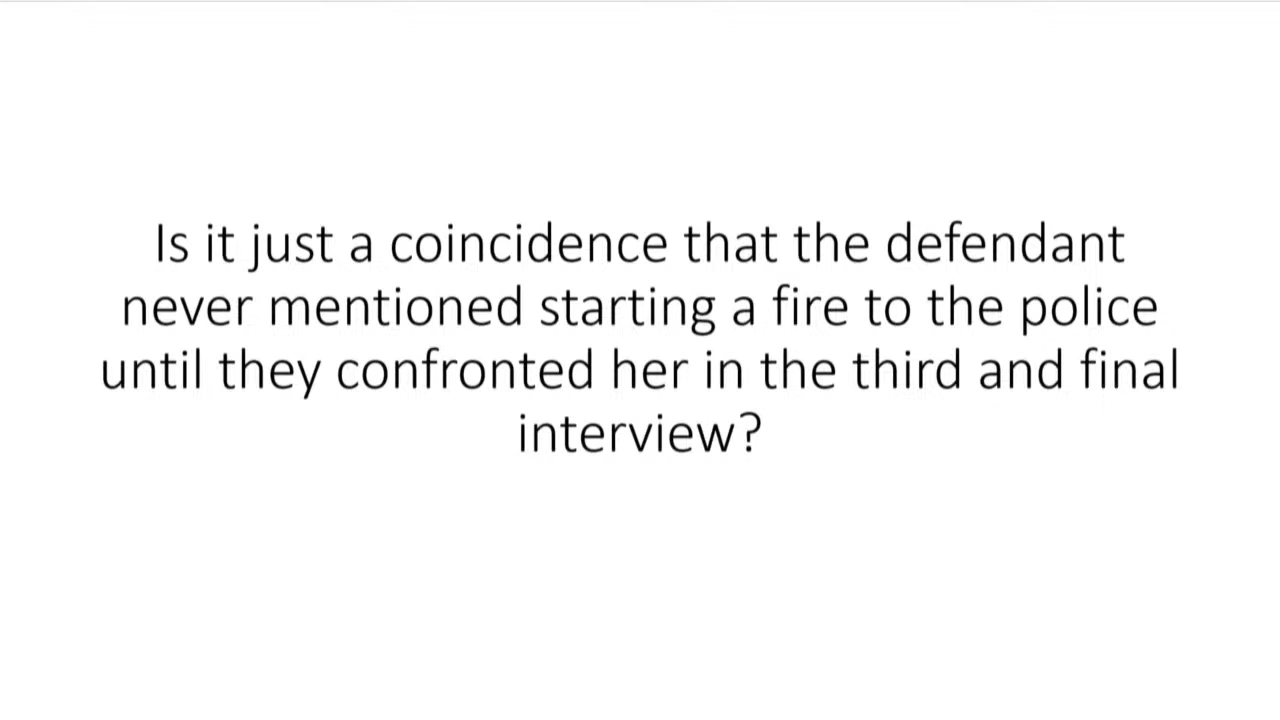 Is it just a coincidence that the defendant
never mentioned starting a fire to the police
until they confronted her in the third and final
interview?